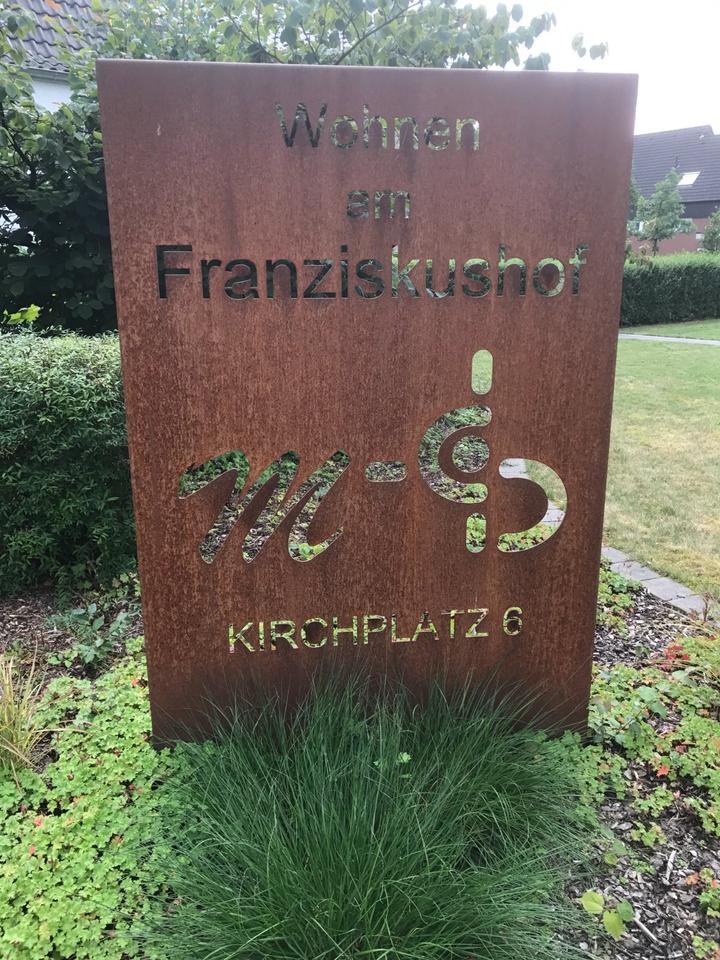 Wohnen
am
Franziskushof
KIRCHPLATZ 6